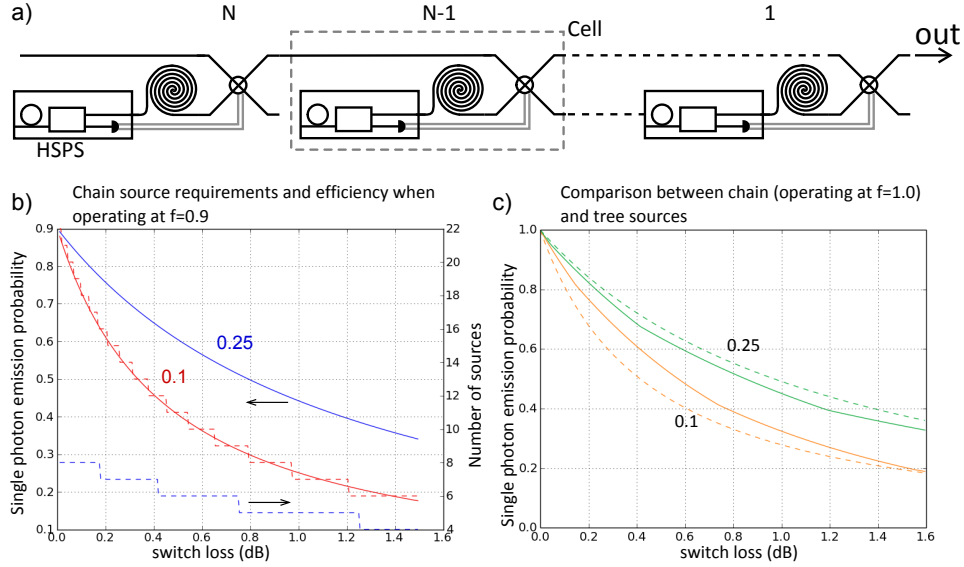 a)
N
N-1
1
Cell
out
HSPS
b)
Chain source requirements and efficiency when
operating at f=0.9
Single photon emission probability
0.9
0.8
0.7
0.6
0.5
0.4
0.3
0.2
0.1
0.25
0.1
22
20
18
16
14
12
10
8
6
4
Number of sources
0.0 0.2 0.4 0.6 0.8 1.0 1.2 1.4 1.6
switch loss (dB)
c)
Comparison between chain (operating at f=1.0)
and tree sources
Single photon emission probability
1.0
0.8
0.6
0.4
0.2
0.0
0.25
0.1
0.0 0.2 0.4 0.6 0.8 1.0 1.2 1.4 1.6
switch loss (dB)